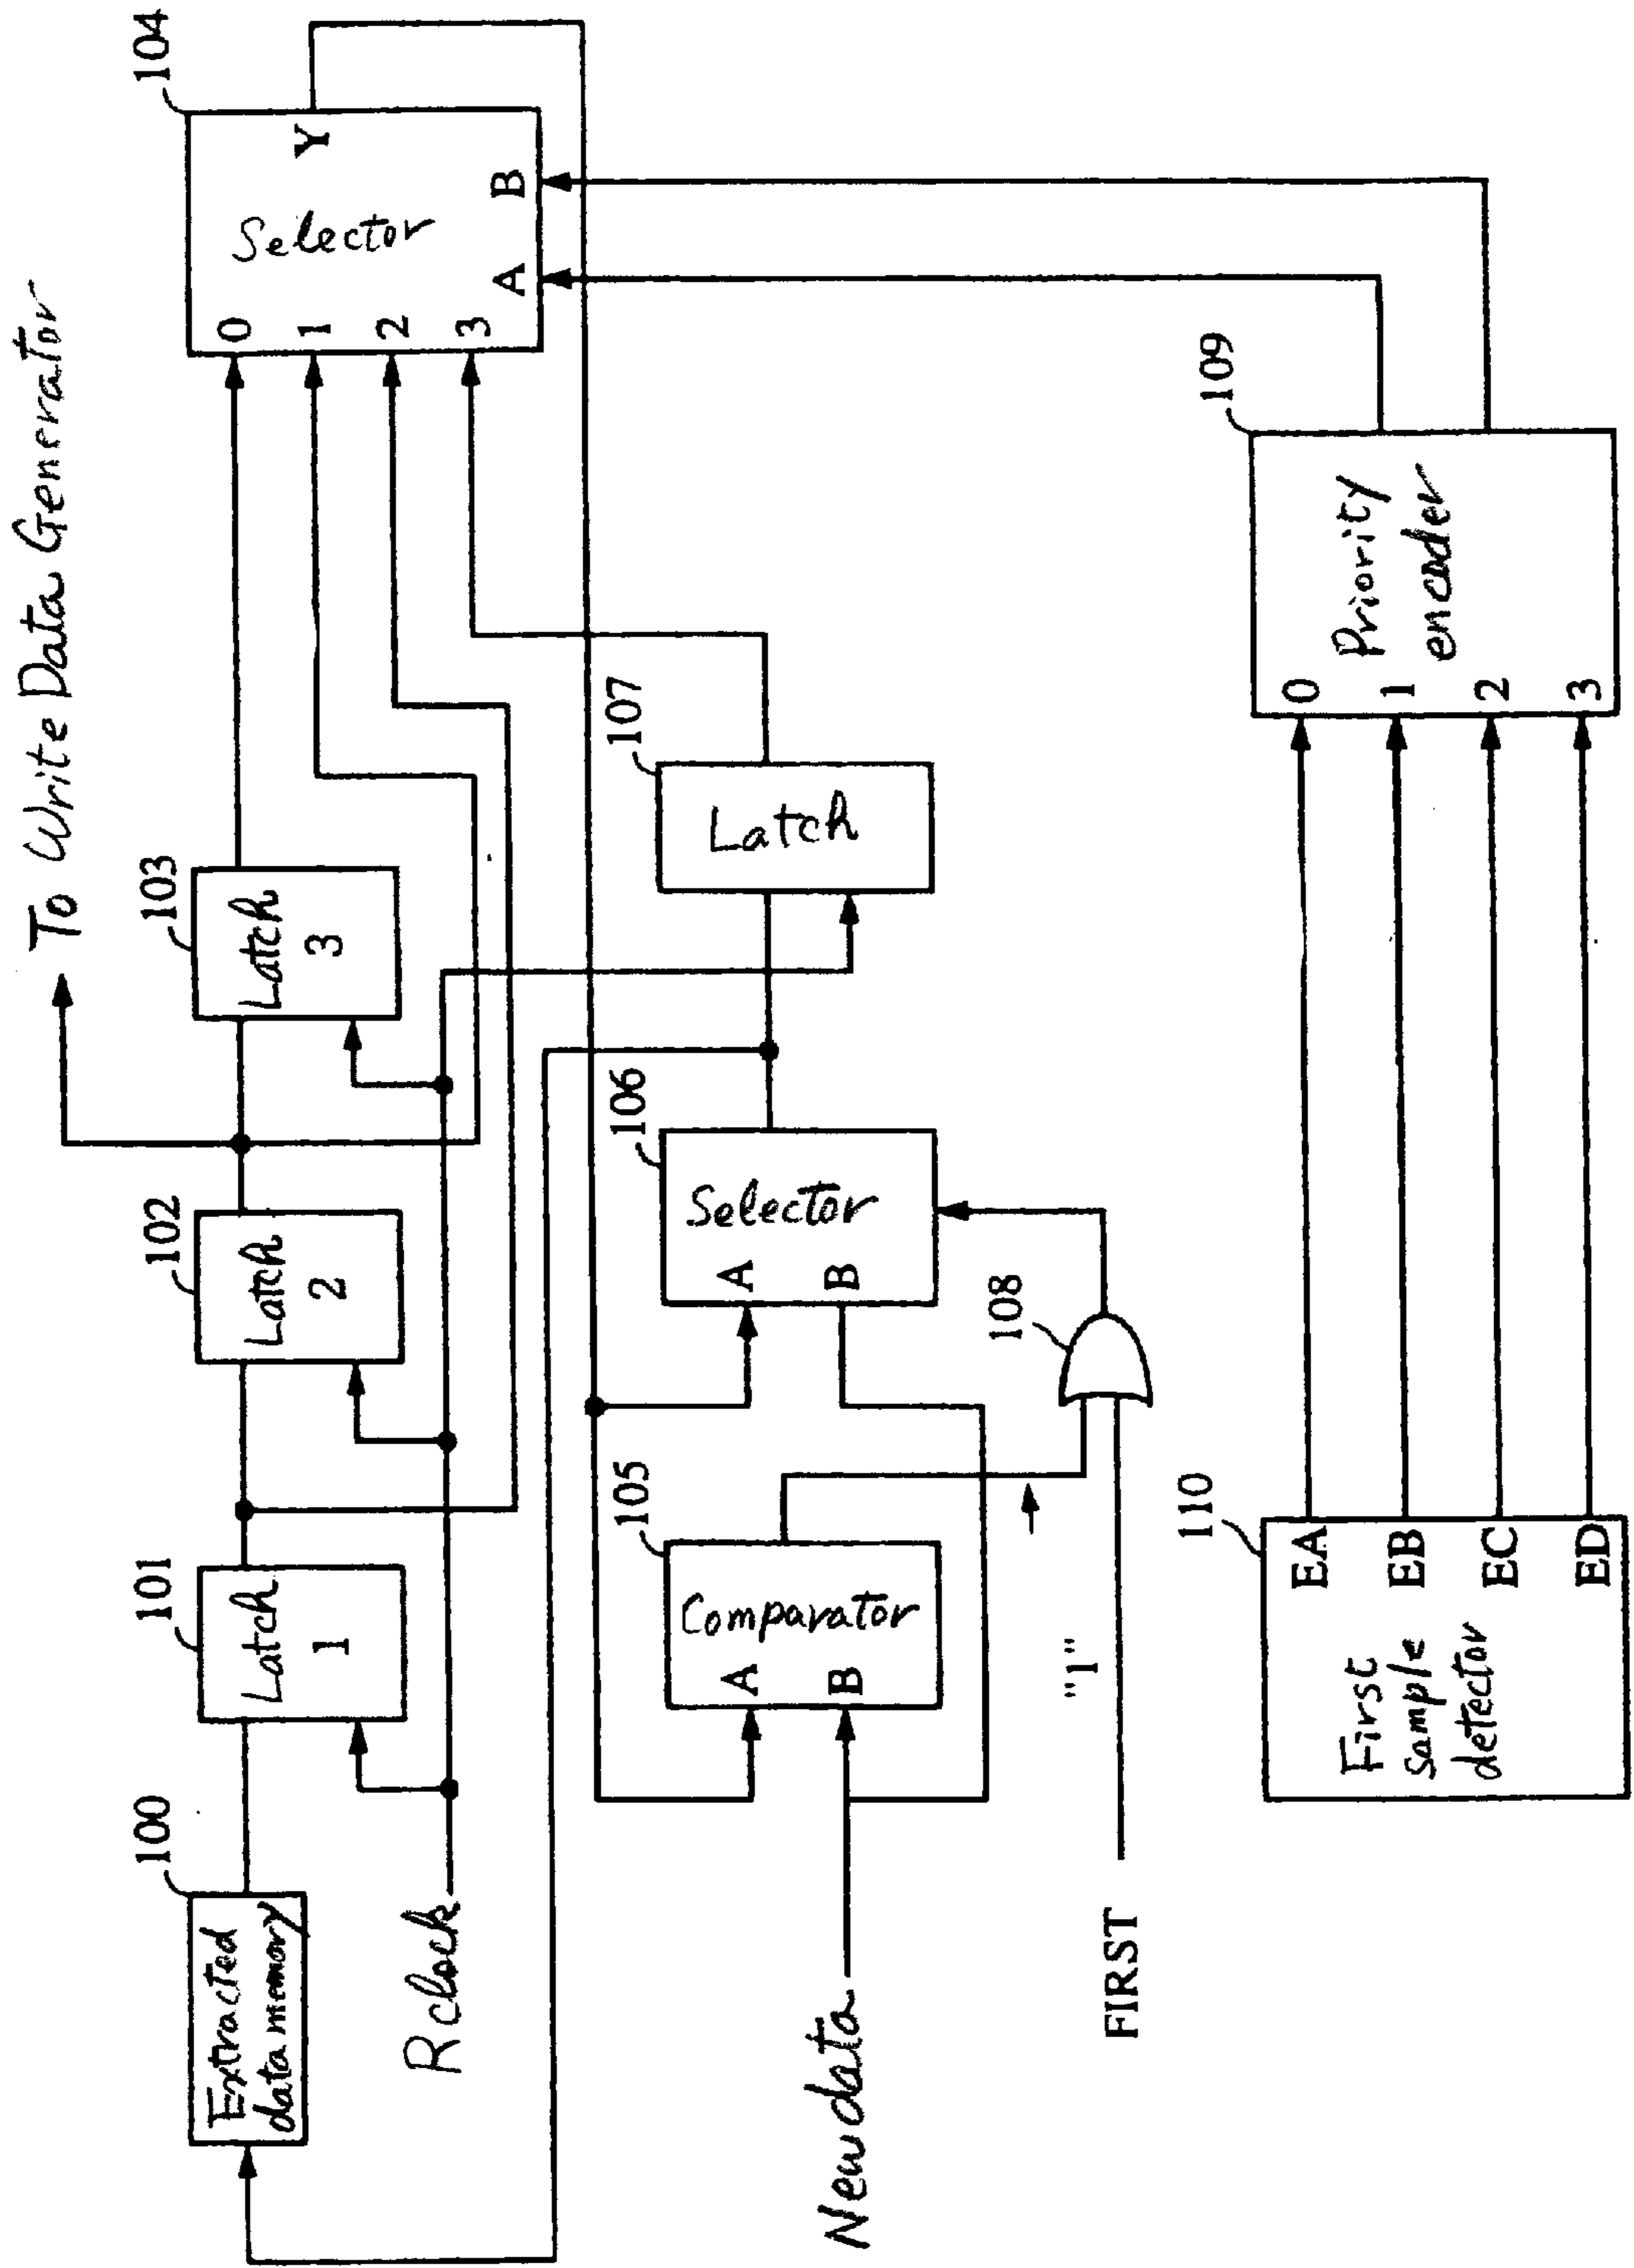 To Write Data Generator
100
Extracted
data memory
101
Latch
1
102
Latch
2
103
Latch
3
104
Selector
0
1
2
3
A
B
Y
Rclock
105
Comparator
A
B
106
Selector
A
B
107
Latch
New data
108
"1"
FIRST
109
Priority
encoder
0
1
2
3
110
First
sample
detector
EA
EB
EC
ED